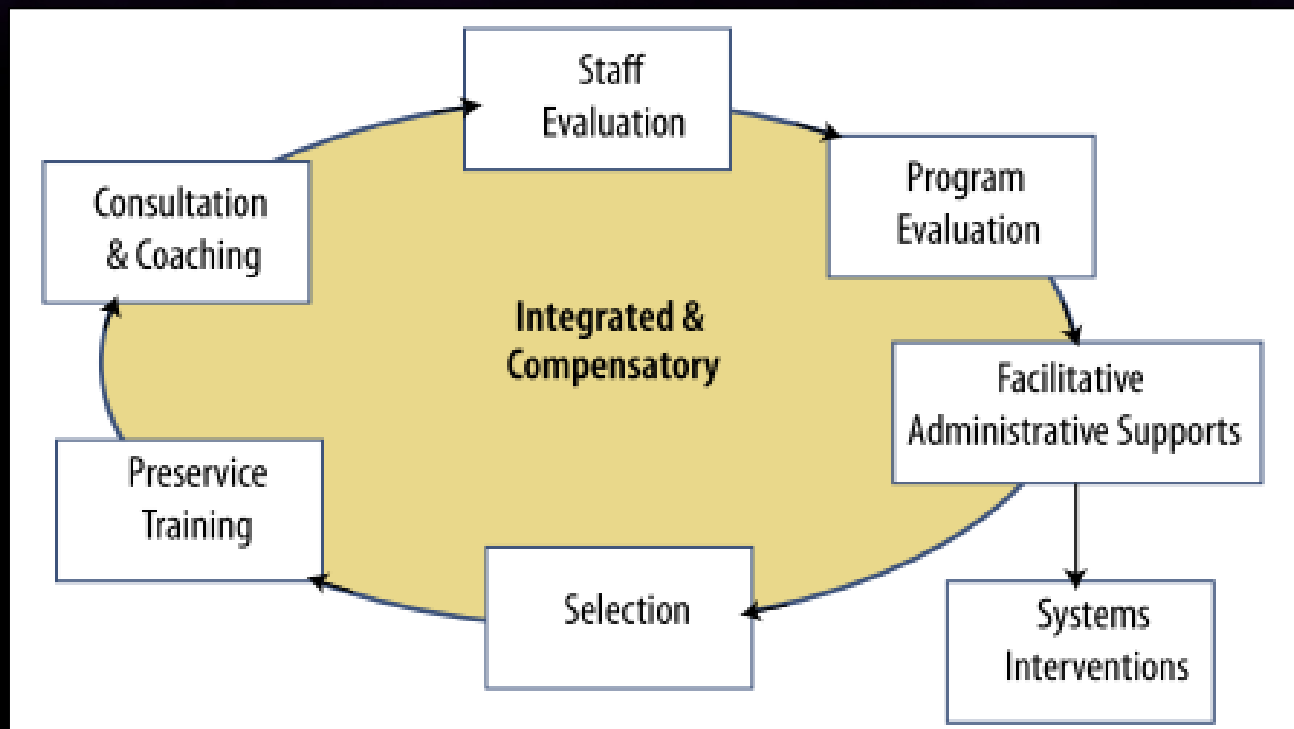 Staff
Evaluation
Program
Evaluation
Consultation
& Coaching
Integrated &
Compensatory
Facilitative
Administrative Supports
Preservice
Training
Selection
Systems
Interventions